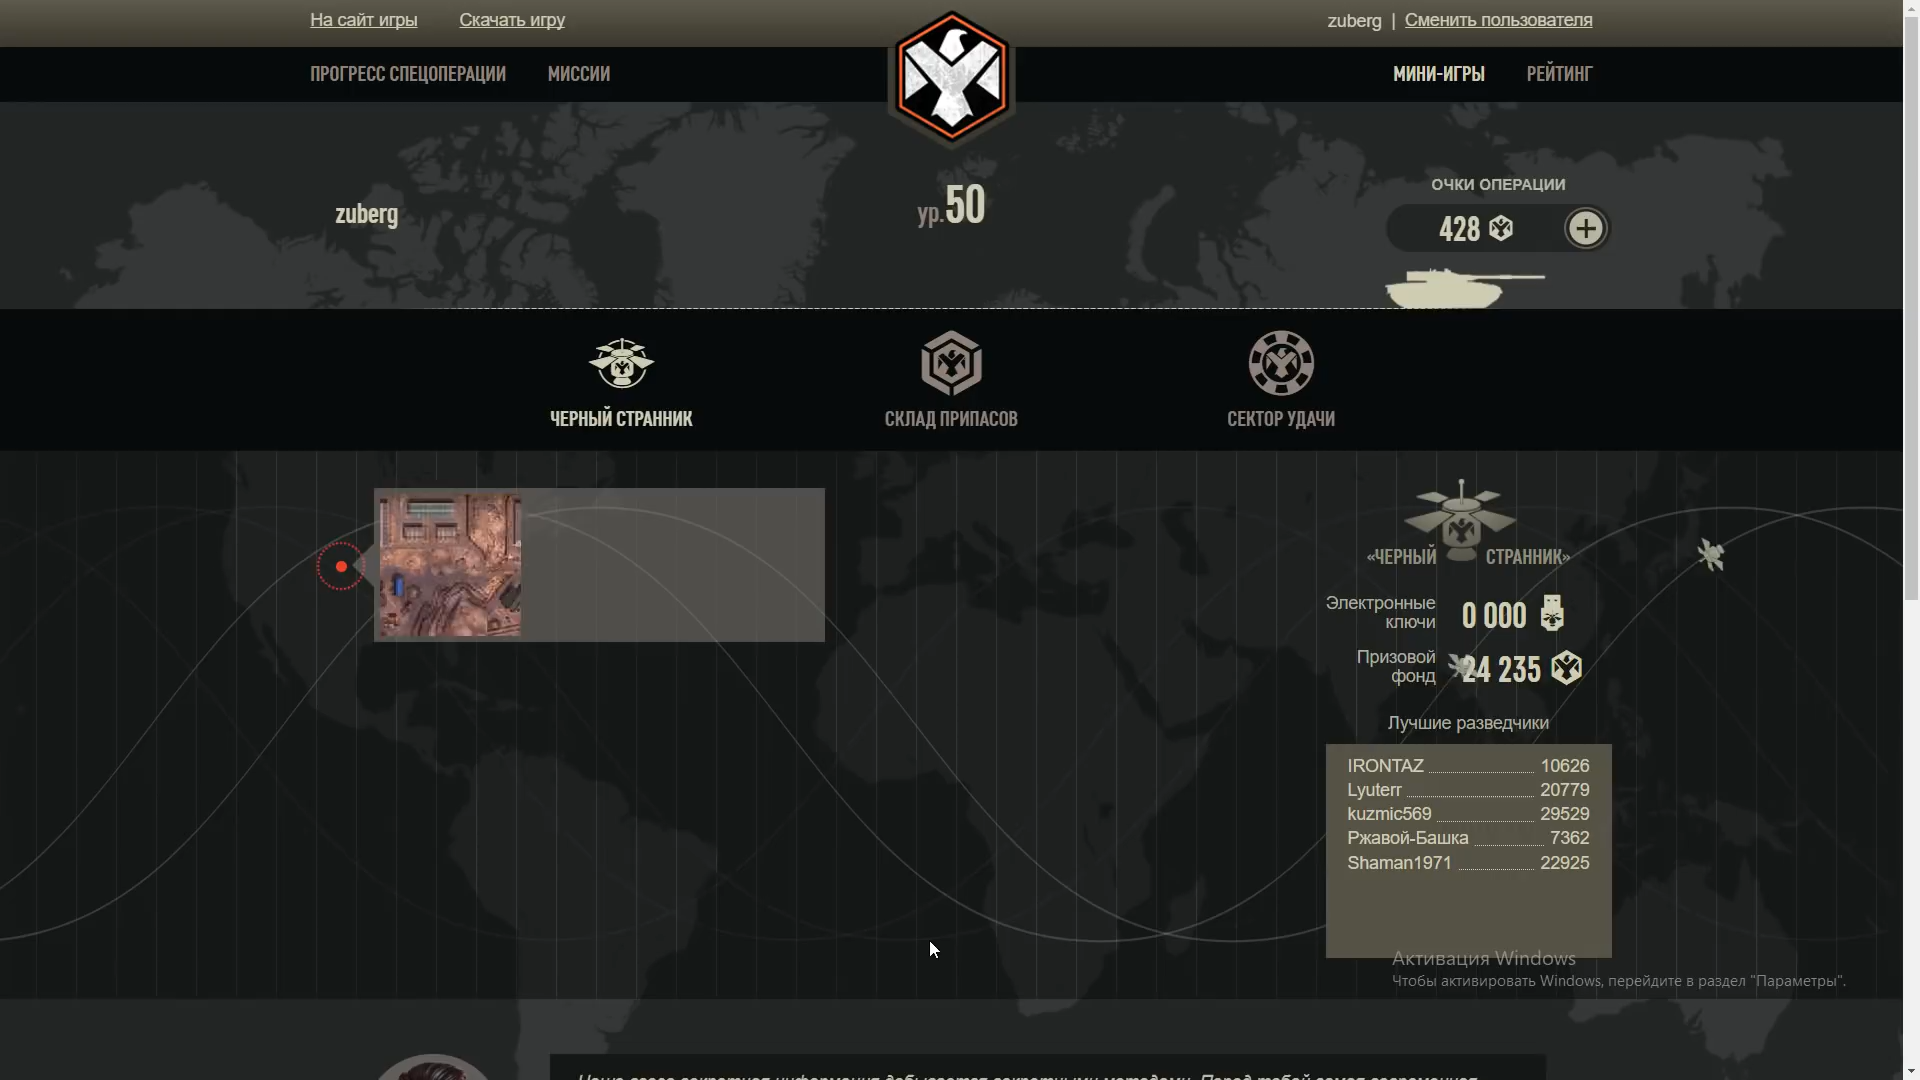 На сайт игры Скачать игру zuberg | Сменить пользователя
ПРОГРЕСС СПЕЦОПЕРАЦИИ МИССИИ МИНИ-ИГРЫ РЕЙТИНГ
ОЧКИ ОПЕРАЦИИ
zuberg ур.50 428
ЧЕРНЫЙ СТРАННИК СКЛАД ПРИПАСОВ СЕКТОР УДАЧИ
«ЧЕРНЫЙ СТРАННИК»
Электронные
ключи 0 000
Призовой
фонд 24 235
Лучшие разведчики
IRONTAZ 10626
Lyuterr 20779
kuzmic569 29529
Ржавой-Башка 7362
Shaman1971 22925
Активация Windows
Чтобы активировать Windows, перейдите в раздел "Параметры".